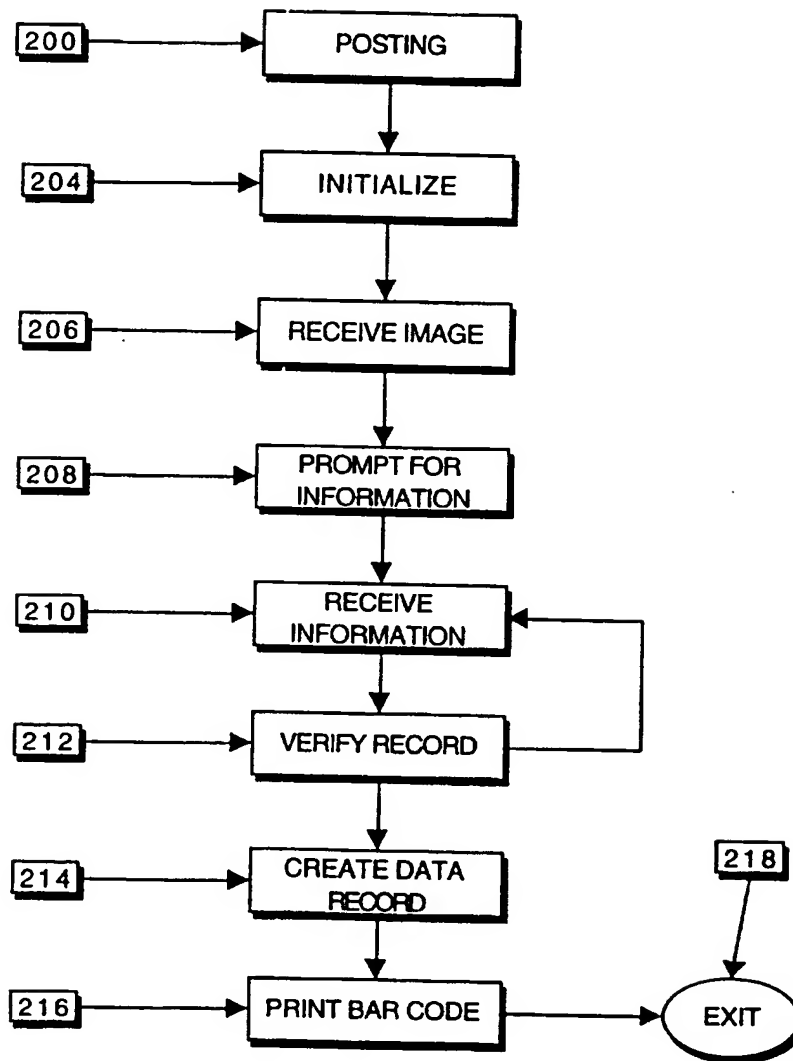 200
POSTING
204
INITIALIZE
206
RECEIVE IMAGE
208
PROMPT FOR
INFORMATION
210
RECEIVE
INFORMATION
212
VERIFY RECORD
214
CREATE DATA
RECORD
218
216
PRINT BAR CODE
EXIT